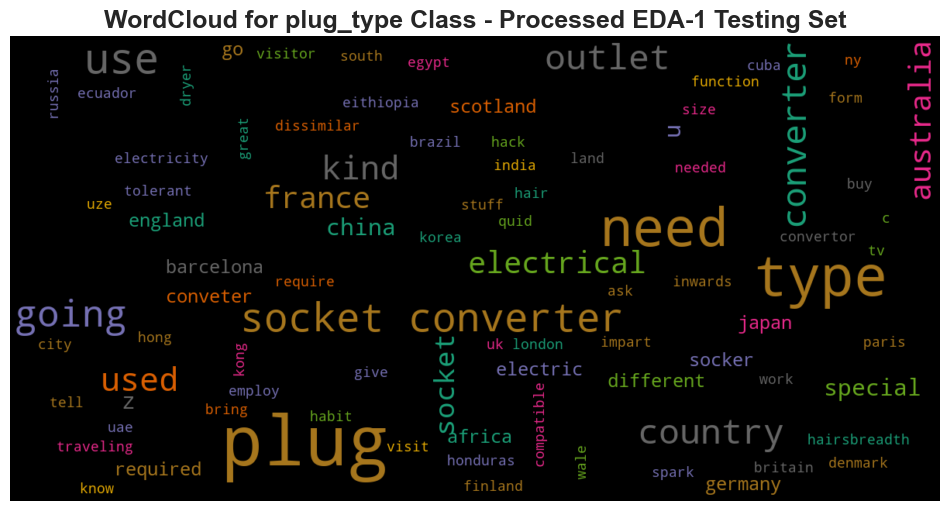 WordCloud for plug_type Class - Processed EDA-1 Testing Set
use
go
visitor
south
egypt
outlet
cuba
ny
converter
australia
russia
ecuador
dryer
eithiopia
scotland
function
size
form
great
dissimilar
brazil
hack
n
electricity
kind
india
land
needed
tolerant
france
hair
buy
uze
england
china
stuff
quid
korea
need
convertor
c
tv
barcelona
electrical
type
conveter
require
ask
inwards
going
socket converter
japan
city
hong
kong
socket
uk
london
impart
paris
used
give
electric
socker
different
work
special
tell
z
employ
bring
habit
uae
plug
visit
africa
compatible
country
hairsbreadth
traveling
required
honduras
wale
spark
britain
denmark
know
finland
germany